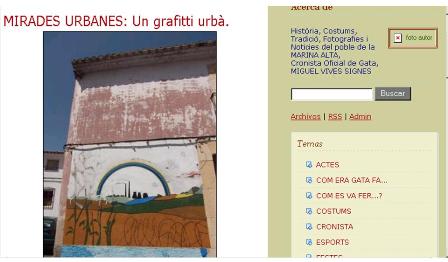 MIRADES URBANES: Un grafitti urbà.
Acerca de
Història, Costums,
Tradició, Fotografies i
Notícies del poble de la
MARINA ALTA,
Cronista Oficial de Gata,
MIGUEL VIVES SIGNES
foto autor
Buscar
Archivos | RSS | Admin
Temas
ACTES
COM ERA GATA FA...
COM ES VA FER...?
COSTUMS
CRONISTA
ESPORTS
FESTES